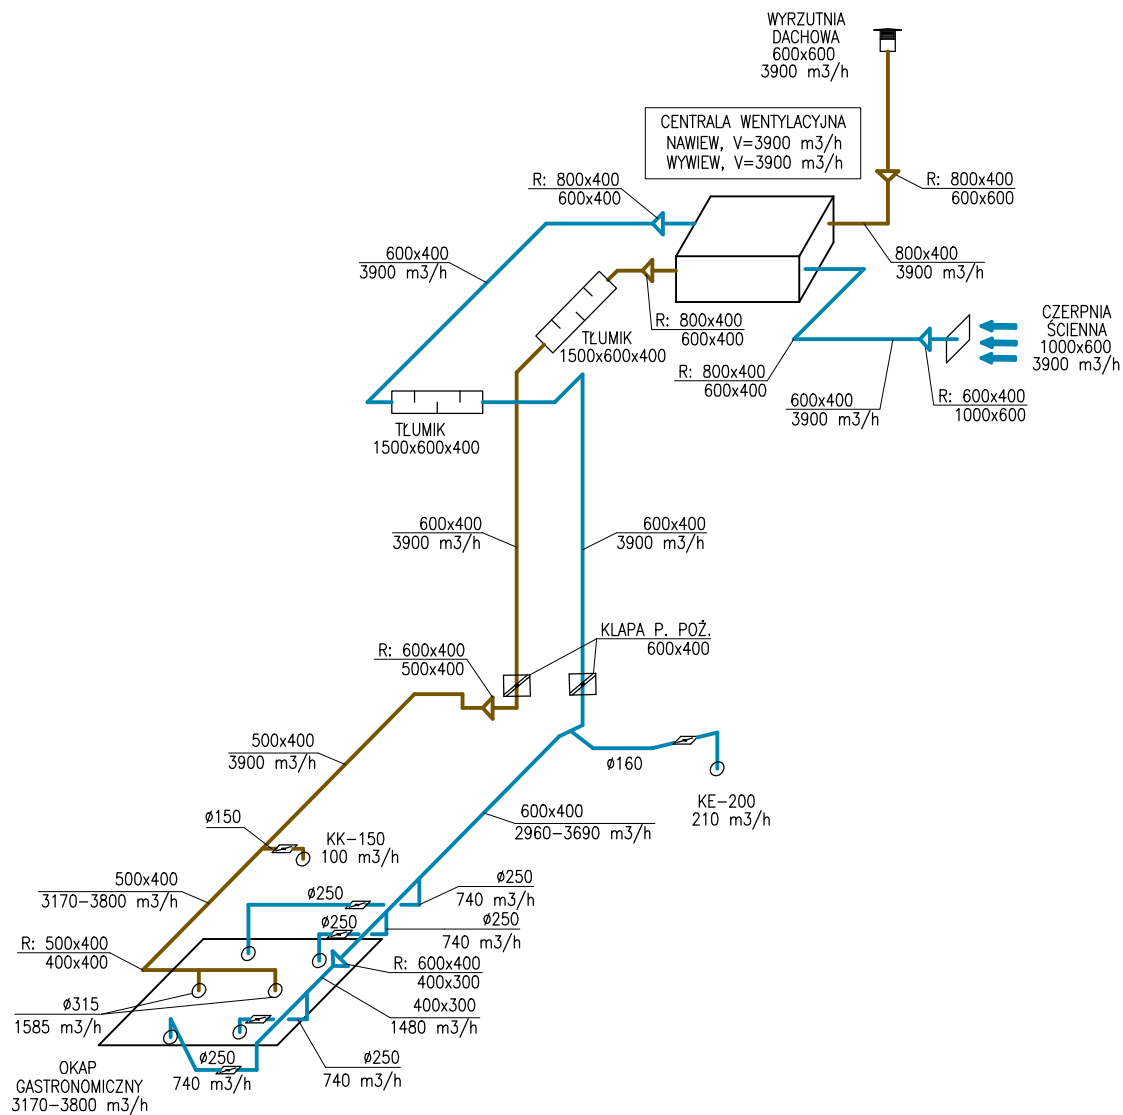 WYRZUTNIA
DACHOWA
600x600
3900 m3/h
CENTRALA WENTYLACYJNA
NAWIEW, V=3900 m3/h
WYWIEW, V=3900 m3/h
R: 800x400
600x400
R: 800x400
600x600
600x400
3900 m3/h
800x400
3900 m3/h
R: 800x400
600x400
TŁUMIK
1500x600x400
CZERPNIA
ŚCIENNA
1000x600
3900 m3/h
R: 800x400
600x400
600x400
3900 m3/h
R: 600x400
1000x600
TŁUMIK
1500x600x400
600x400
3900 m3/h
600x400
3900 m3/h
KLAPA P. POŻ.
600x400
R: 600x400
500x400
500x400
3900 m3/h
ø160
KE-200
210 m3/h
ø150
KK-150
100 m3/h
600x400
2960-3690 m3/h
500x400
3170-3800 m3/h
ø250
ø250
740 m3/h
ø250
ø250
740 m3/h
R: 500x400
400x400
R: 600x400
400x300
ø315
1585 m3/h
400x300
1480 m3/h
ø250
740 m3/h
ø250
740 m3/h
OKAP
GASTRONOMICZNY
3170-3800 m3/h